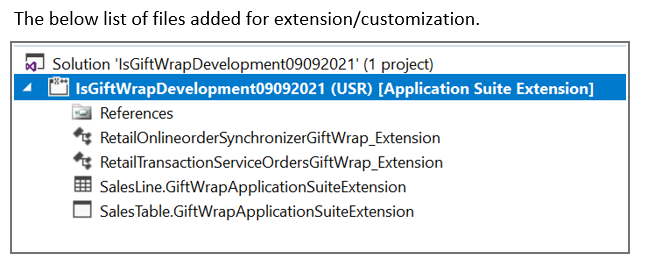 The below list of files added for extension/customization.
Solution 'IsGiftWrapDevelopment09092021' (1 project)
IsGiftWrapDevelopment09092021 (USR) [Application Suite Extension]
References
RetailOnlineorderSynchronizerGiftWrap_Extension
RetailTransactionServiceOrdersGiftWrap_Extension
SalesLine.GiftWrapApplicationSuiteExtension
SalesTable.GiftWrapApplicationSuiteExtension